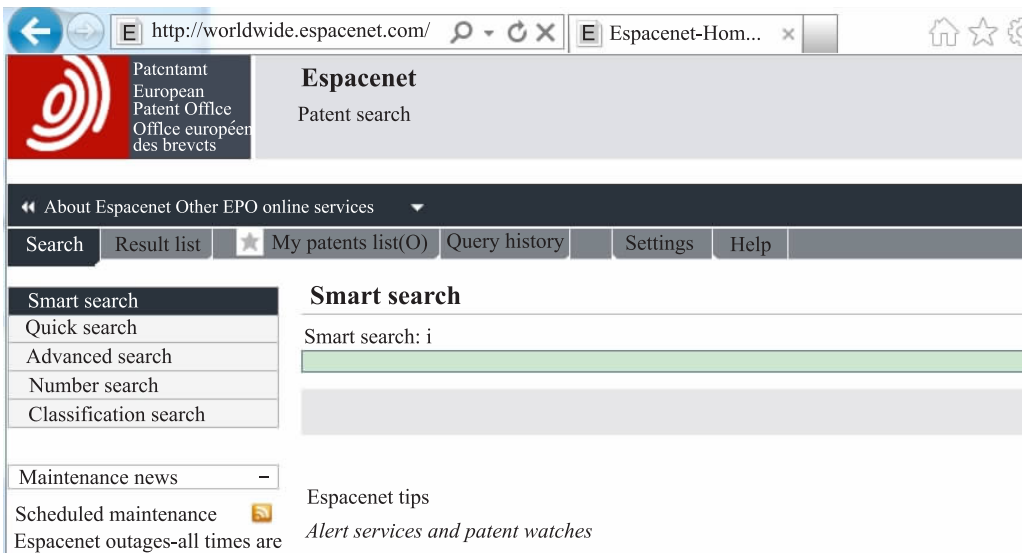 E http://worldwide.espacenet.com/ E Espacenet-Hom... ×
Patcntamt
European
Patent Offlce
Offlce européen
des brevcts
Espacenet
Patent search
About Espacenet Other EPO online services
Search Result list My patents list(O) Query history Settings Help
Smart search
Quick search
Advanced search
Number search
Classification search
Smart search
Smart search: i
Maintenance news −
Scheduled maintenance
Espacenet outages-all times are
Espacenet tips
Alert services and patent watches